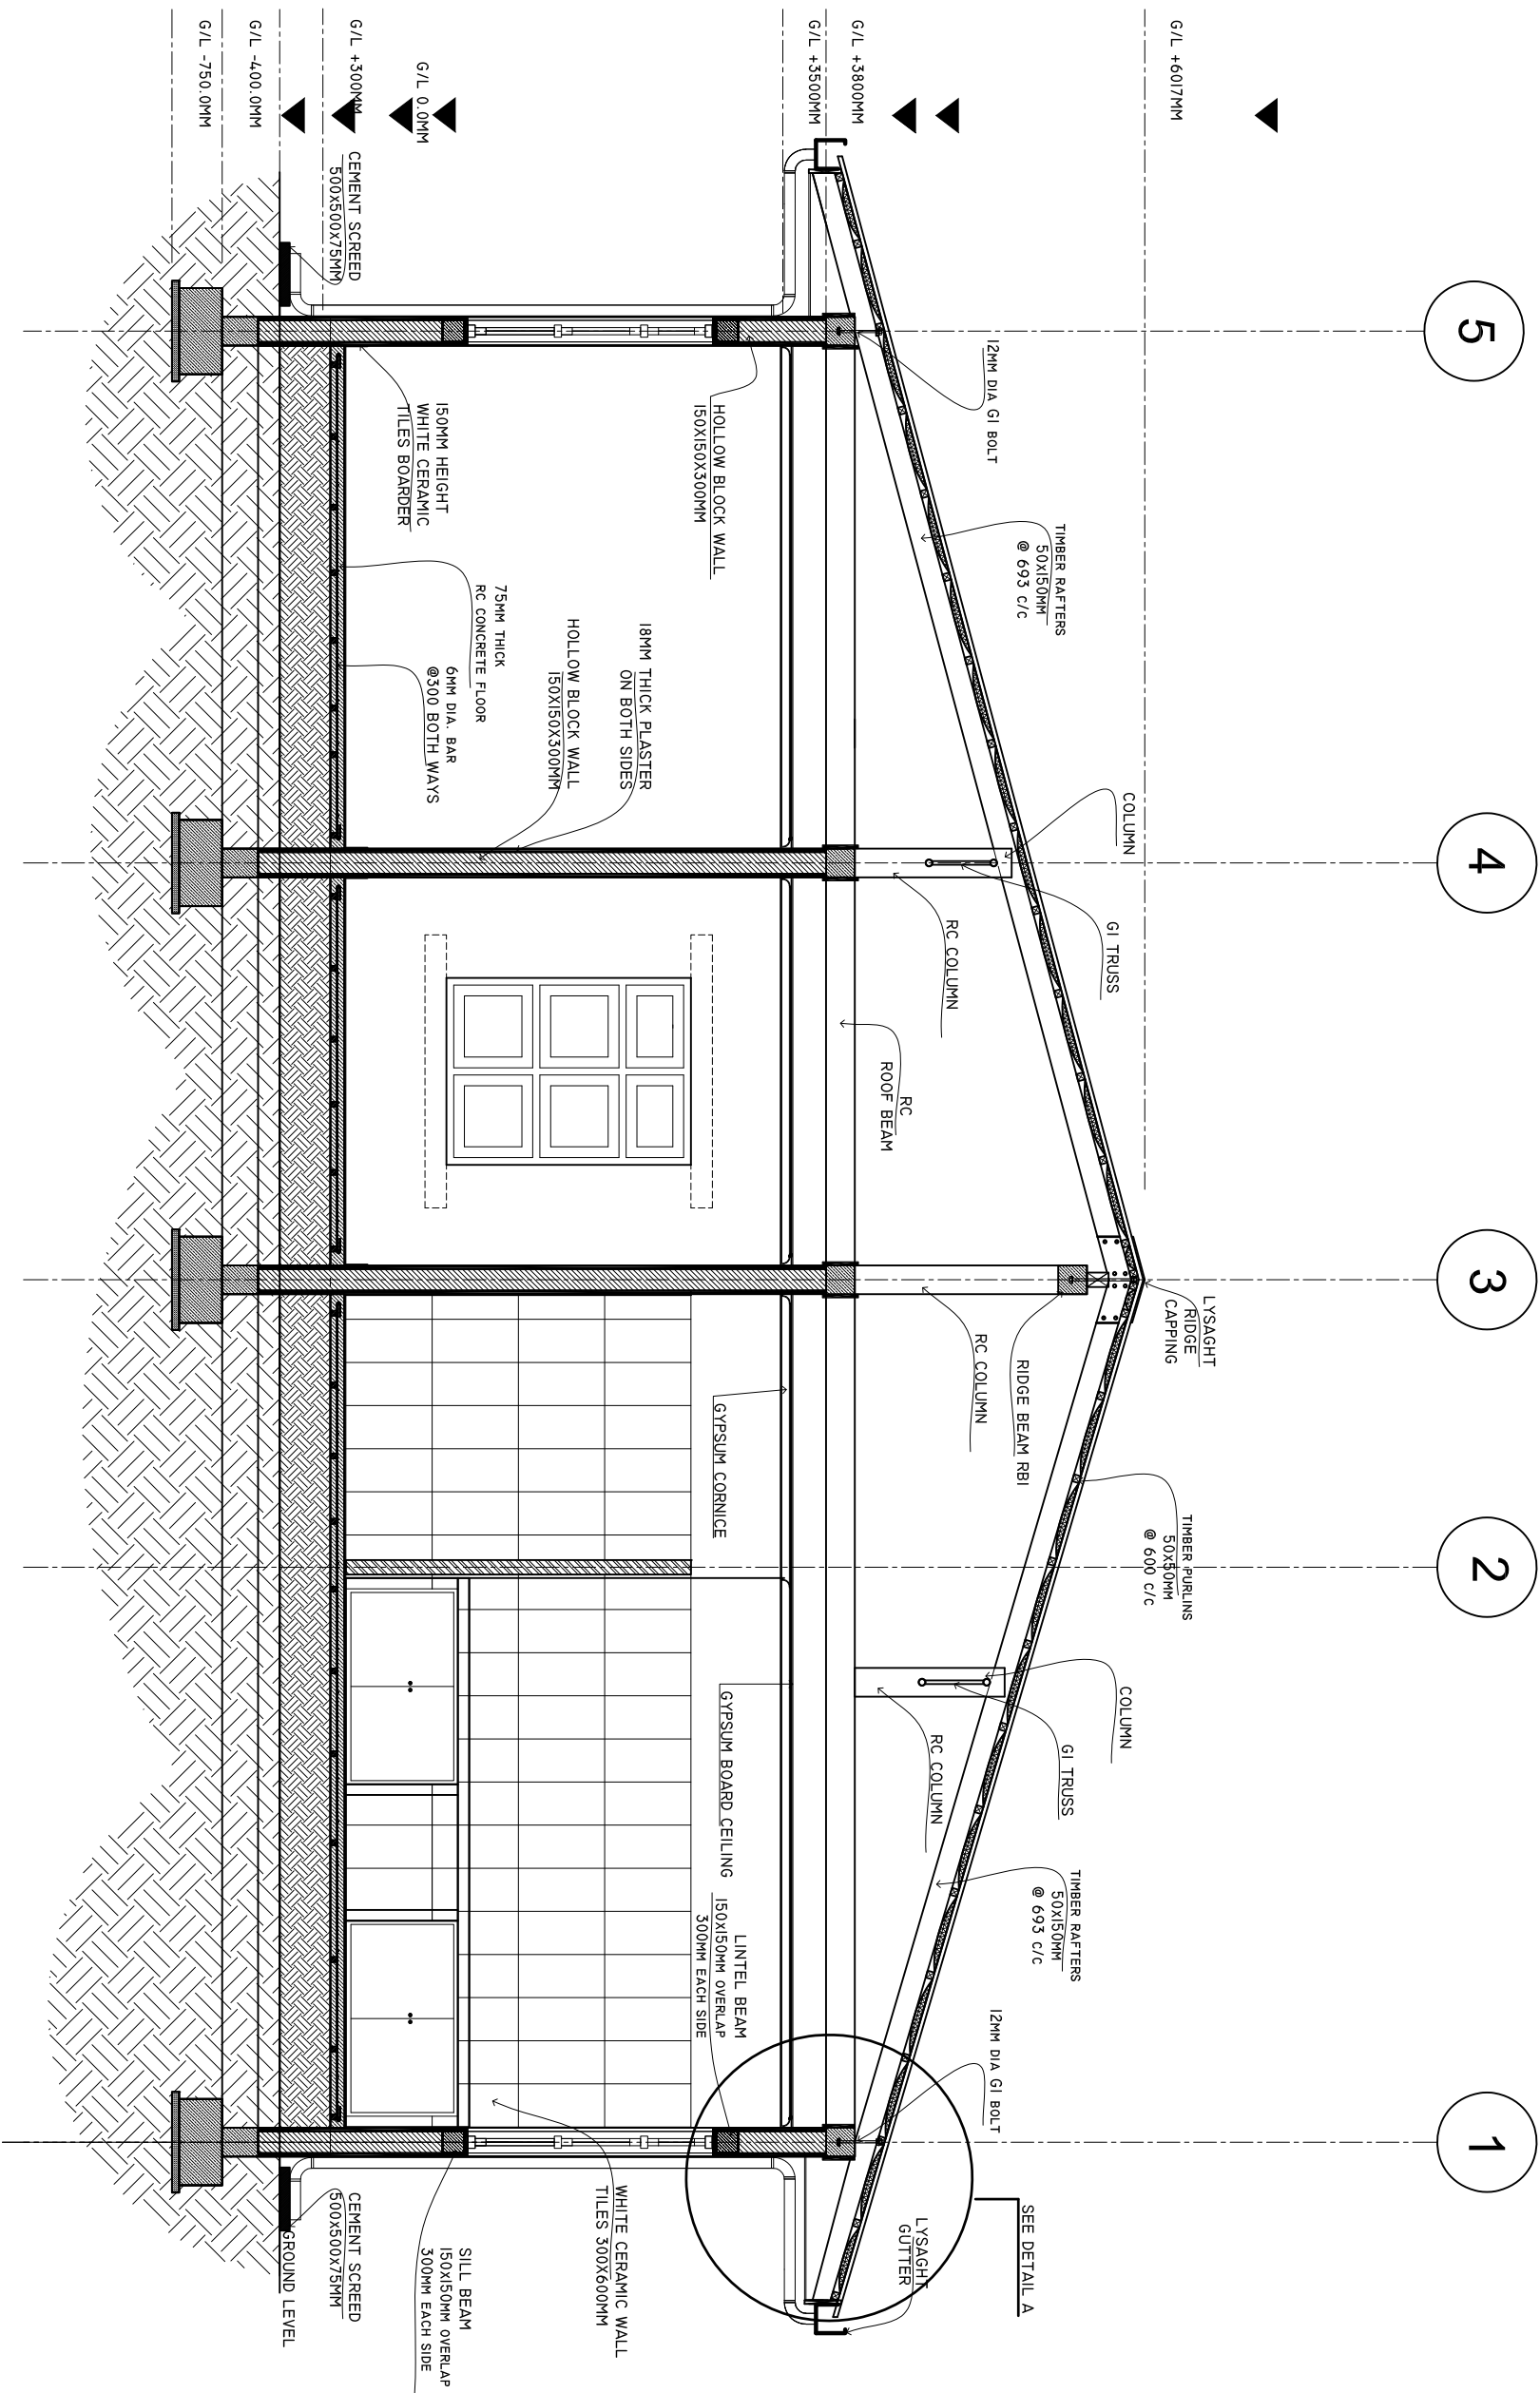 5
4
3
2
1
G/L +6017MM
G/L +3800MM
G/L +3500MM
G/L 0.0MM
G/L +300MM
G/L -400.0MM
G/L -750.0MM
LYSAGHT
RIDGE
CAPPING
TIMBER PURLINS
50x50MM
@ 600 C/C
COLUMN
GI TRUSS
RC COLUMN
TIMBER RAFTERS
50x150MM
@ 693 C/C
12MM DIA GI BOLT
RC
ROOF BEAM
RC COLUMN
RIDGE BEAM RB1
COLUMN
GI TRUSS
RC COLUMN
TIMBER RAFTERS
50x150MM
@ 693 C/C
12MM DIA GI BOLT
SEE DETAIL A
LYSAGHT
GUTTER
HOLLOW BLOCK WALL
150X150X300MM
GYPSUM CORNICE
GYPSUM BOARD CEILING
LINTEL BEAM
150x150MM OVERLAP
300MM EACH SIDE
18MM THICK PLASTER
ON BOTH SIDES
HOLLOW BLOCK WALL
150X150X300MM
WHITE CERAMIC WALL
TILES 300X600MM
75MM THICK
RC CONCRETE FLOOR
6MM DIA. BAR
@300 BOTH WAYS
150MM HEIGHT
WHITE CERAMIC
TILES BOARDER
SILL BEAM
150x150MM OVERLAP
300MM EACH SIDE
CEMENT SCREED
500x500x75MM
CEMENT SCREED
500x500x75MM
GROUND LEVEL